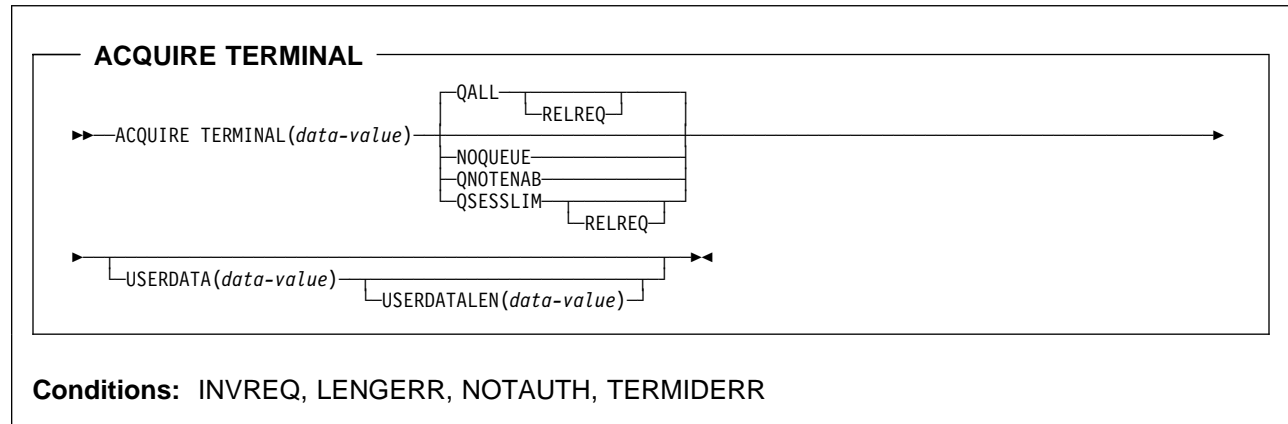 ACQUIRE TERMINAL
QALL
RELREQ
ACQUIRE TERMINAL(data-value)
NOQUEUE
QNOTENAB
QSESSLIM
RELREQ
USERDATA(data-value)
USERDATALEN(data-value)
Conditions: INVREQ, LENGERR, NOTAUTH, TERMIDERR